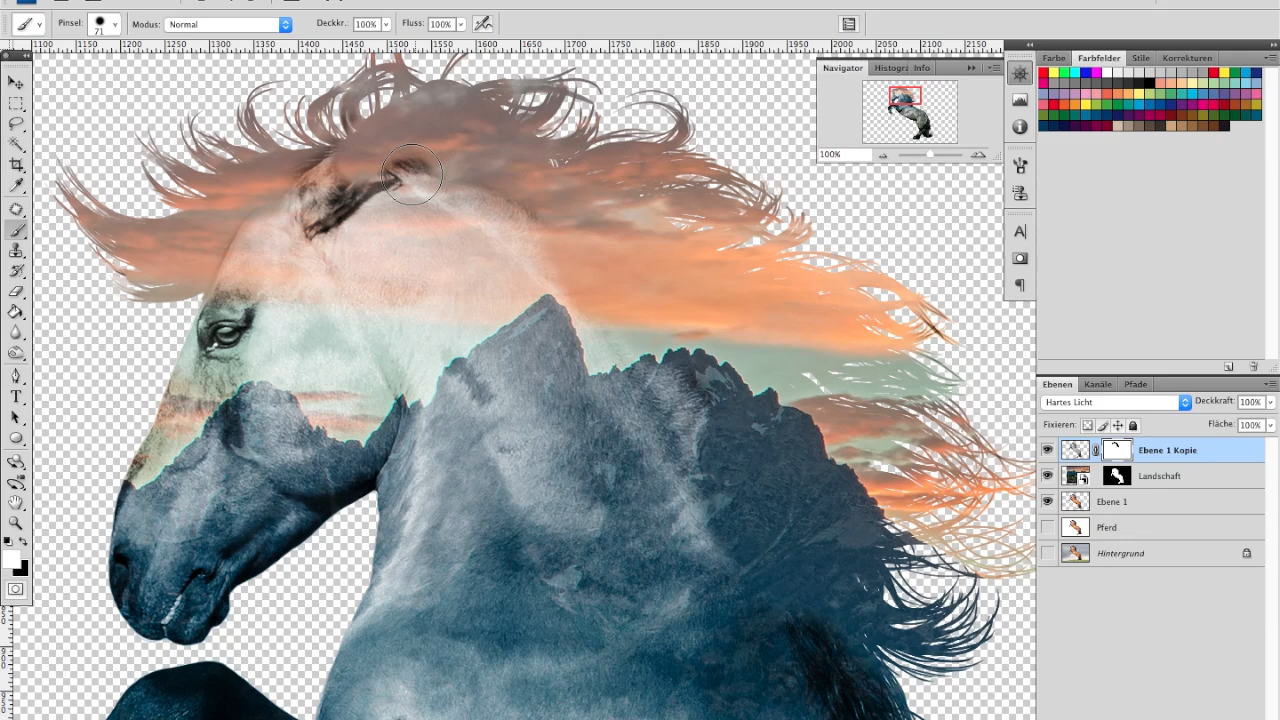 Pinsel: 71 Modus: Normal Deckkr.: 100% Fluss: 100%
1100 1150 1200 1250 1300 1350 1400 1450 1500 1550 1600 1650 1700 1750 1800 1850 1900 1950 2000 2050 2100 2150
Navigator Histogra Info
100%
Farbe Farbfelder Stile Korrekturen
Ebenen Kanäle Pfade
Hartes Licht Deckkraft: 100%
Fixieren: Fläche: 100%
Ebene 1 Kopie
Landschaft
Ebene 1
Pferd
Hintergrund